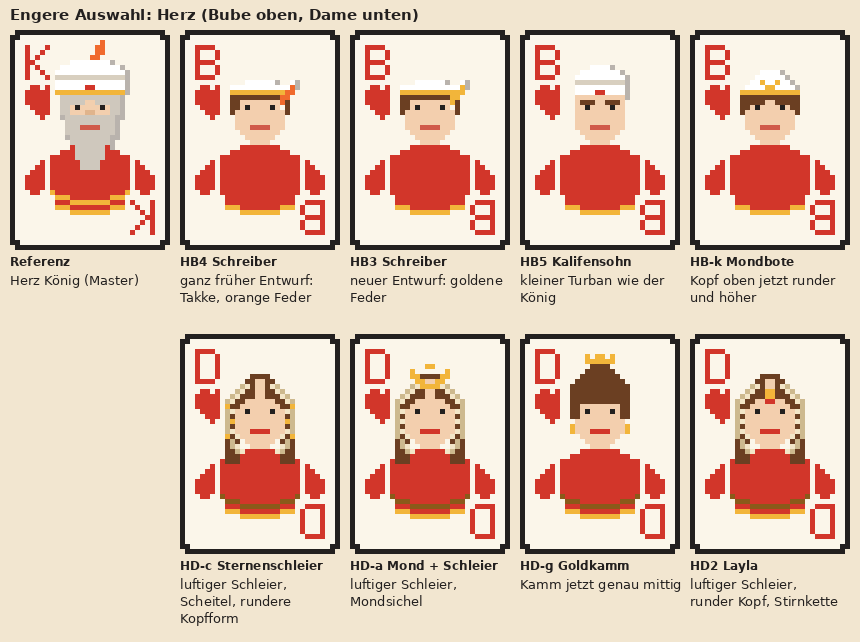 Engere Auswahl: Herz (Bube oben, Dame unten)
K
B
B
B
B
K
B
B
B
B
Referenz
Herz König (Master)
HB4 Schreiber
ganz früher Entwurf:
Takke, orange Feder
HB3 Schreiber
neuer Entwurf: goldene
Feder
HB5 Kalifensohn
kleiner Turban wie der
König
HB-k Mondbote
Kopf oben jetzt runder
und höher
D
D
D
D
D
D
D
D
HD-c Sternenschleier
luftiger Schleier,
Scheitel, rundere
Kopfform
HD-a Mond + Schleier
luftiger Schleier,
Mondsichel
HD-g Goldkamm
Kamm jetzt genau mittig
HD2 Layla
luftiger Schleier,
runder Kopf, Stirnkette